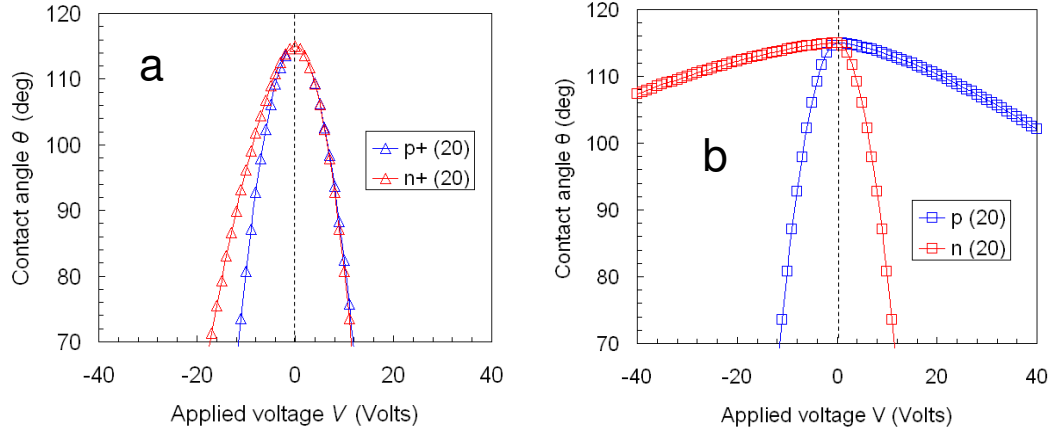 120
110
100
90
80
70
-40
-20
0
20
40
Contact angle θ (deg)
Applied voltage V (Volts)
a
p+ (20)
n+ (20)
120
110
100
90
80
70
-40
-20
0
20
40
Contact angle θ (deg)
Applied voltage V (Volts)
b
p (20)
n (20)